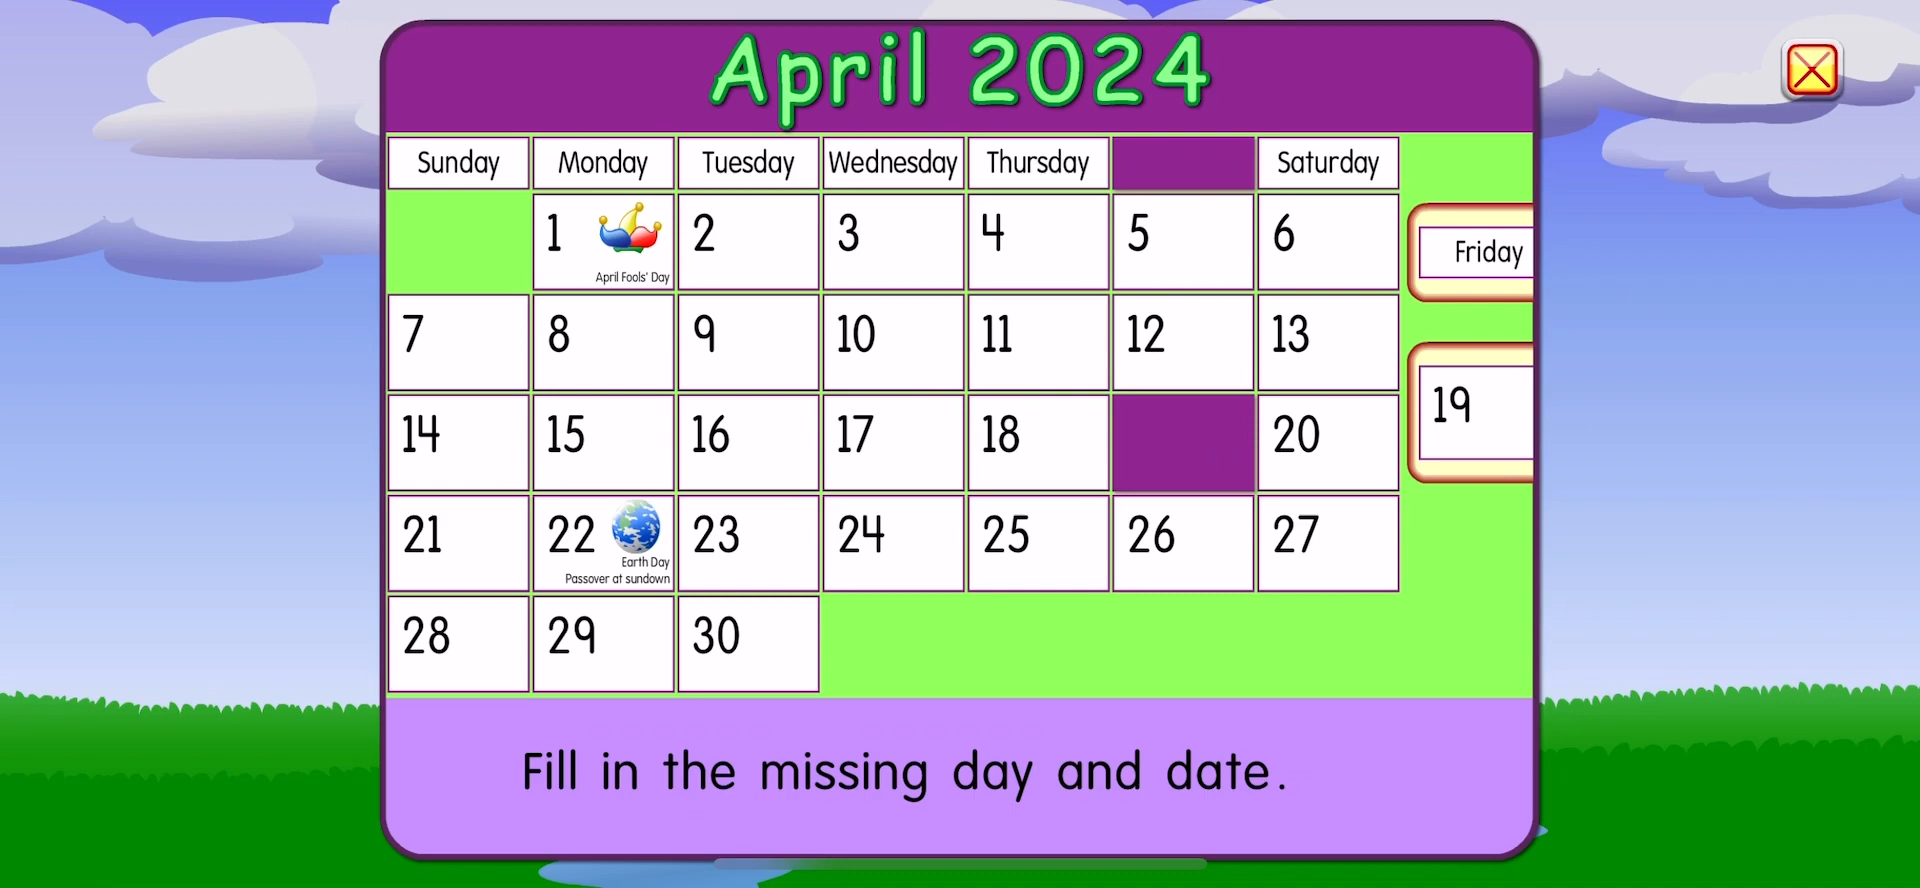 April 2024
Sunday Monday Tuesday Wednesday Thursday Saturday
1 2 3 4 5 6
April Fools' Day
Friday
7 8 9 10 11 12 13
19
14 15 16 17 18 20
21 22 23 24 25 26 27
Earth Day
Passover at sundown
28 29 30
Fill in the missing day and date.